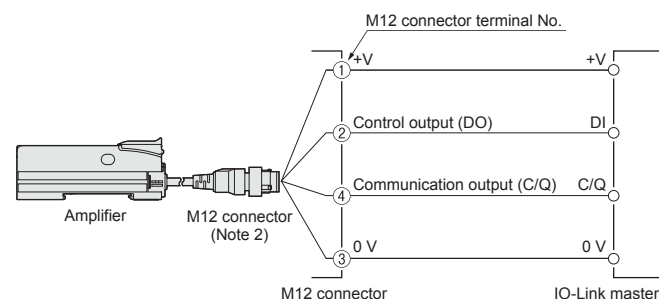 M12 connector terminal No.
1 +V +V
2 Control output (DO) DI
4 Communication output (C/Q) C/Q
3 0 V 0 V
Amplifier
M12 connector
(Note 2)
M12 connector
IO-Link master